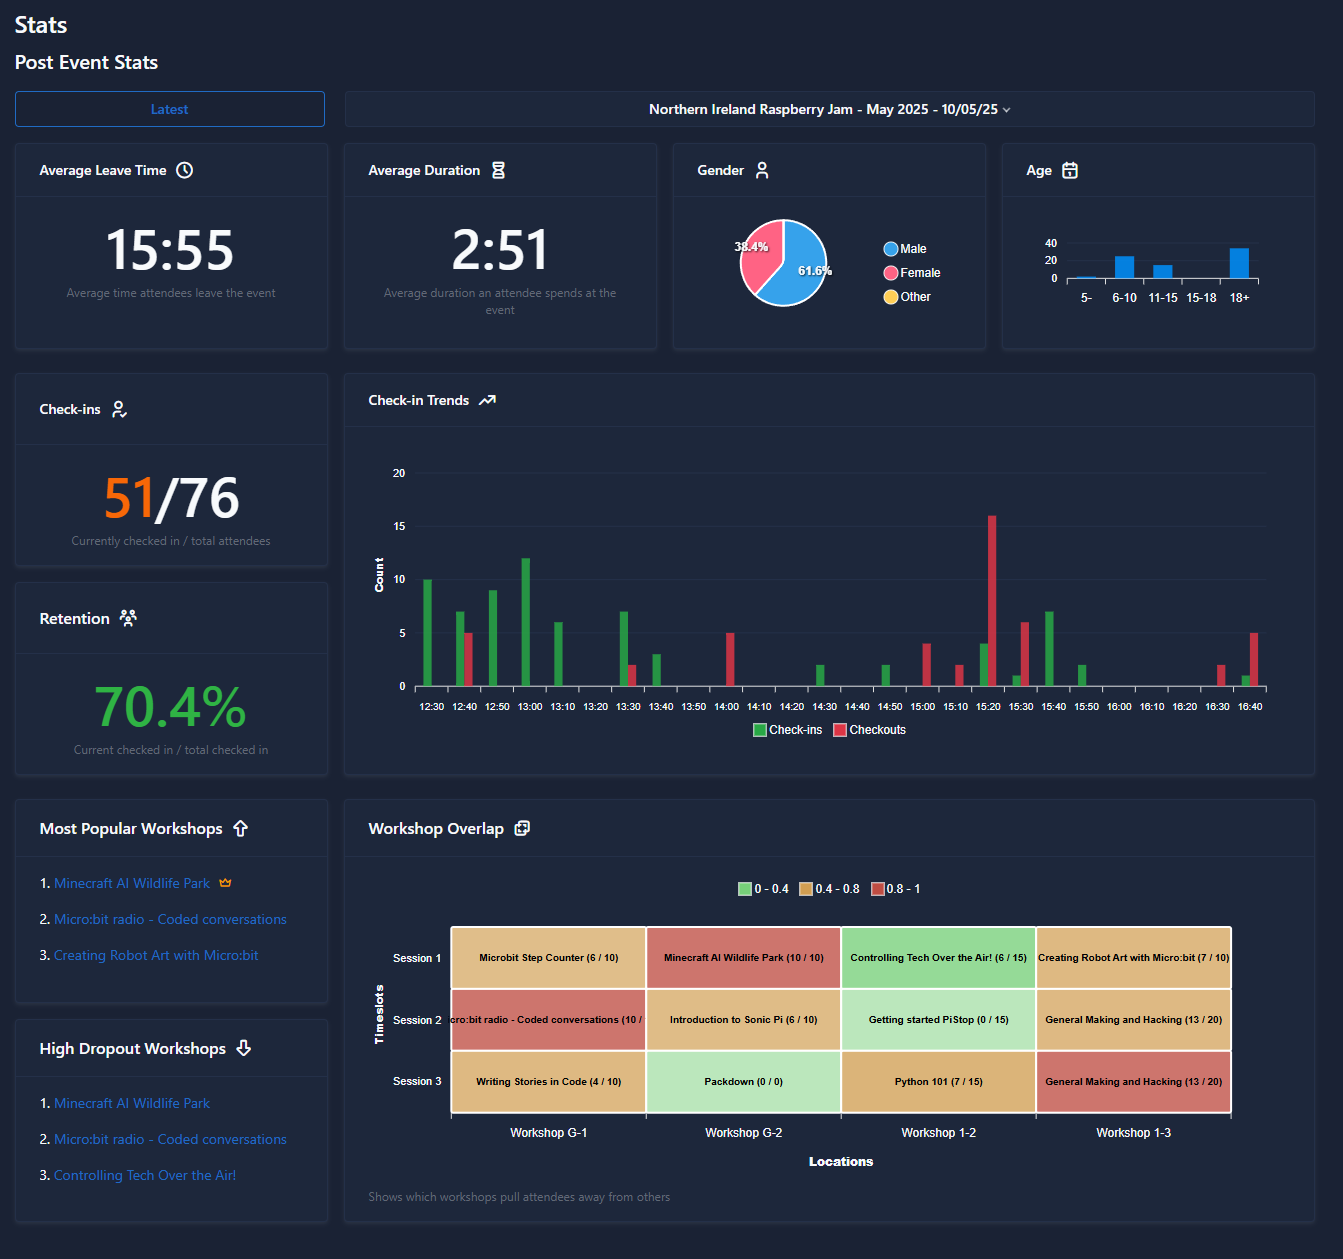 Stats
Post Event Stats
Latest
Northern Ireland Raspberry Jam - May 2025 - 10/05/25
Average Leave Time
15:55
Average time attendees leave the event
Average Duration
2:51
Average duration an attendee spends at the
event
Gender
38.4%
61.6%
Male
Female
Other
Age
40
20
0
5-
6-10
11-15
15-18
18+
Check-ins
51/76
Currently checked in / total attendees
Retention
70.4%
Current checked in / total checked in
Check-in Trends
Count
20
15
10
5
0
12:30 12:40 12:50 13:00 13:10 13:20 13:30 13:40 13:50 14:00 14:10 14:20 14:30 14:40 14:50 15:00 15:10 15:20 15:30 15:40 15:50 16:00 16:10 16:20 16:30 16:40
Check-ins Checkouts
Most Popular Workshops
1. Minecraft AI Wildlife Park
2. Micro:bit radio - Coded conversations
3. Creating Robot Art with Micro:bit
High Dropout Workshops
1. Minecraft AI Wildlife Park
2. Micro:bit radio - Coded conversations
3. Controlling Tech Over the Air!
Workshop Overlap
0 - 0.4 0.4 - 0.8 0.8 - 1
Timeslots
Session 1
Microbit Step Counter (6 / 10)
Minecraft AI Wildlife Park (10 / 10)
Controlling Tech Over the Air! (6 / 15)
Creating Robot Art with Micro:bit (7 / 10)
Session 2
cro:bit radio - Coded conversations (10 /
Introduction to Sonic Pi (6 / 10)
Getting started PiStop (0 / 15)
General Making and Hacking (13 / 20)
Session 3
Writing Stories in Code (4 / 10)
Packdown (0 / 0)
Python 101 (7 / 15)
General Making and Hacking (13 / 20)
Workshop G-1
Workshop G-2
Workshop 1-2
Workshop 1-3
Locations
Shows which workshops pull attendees away from others